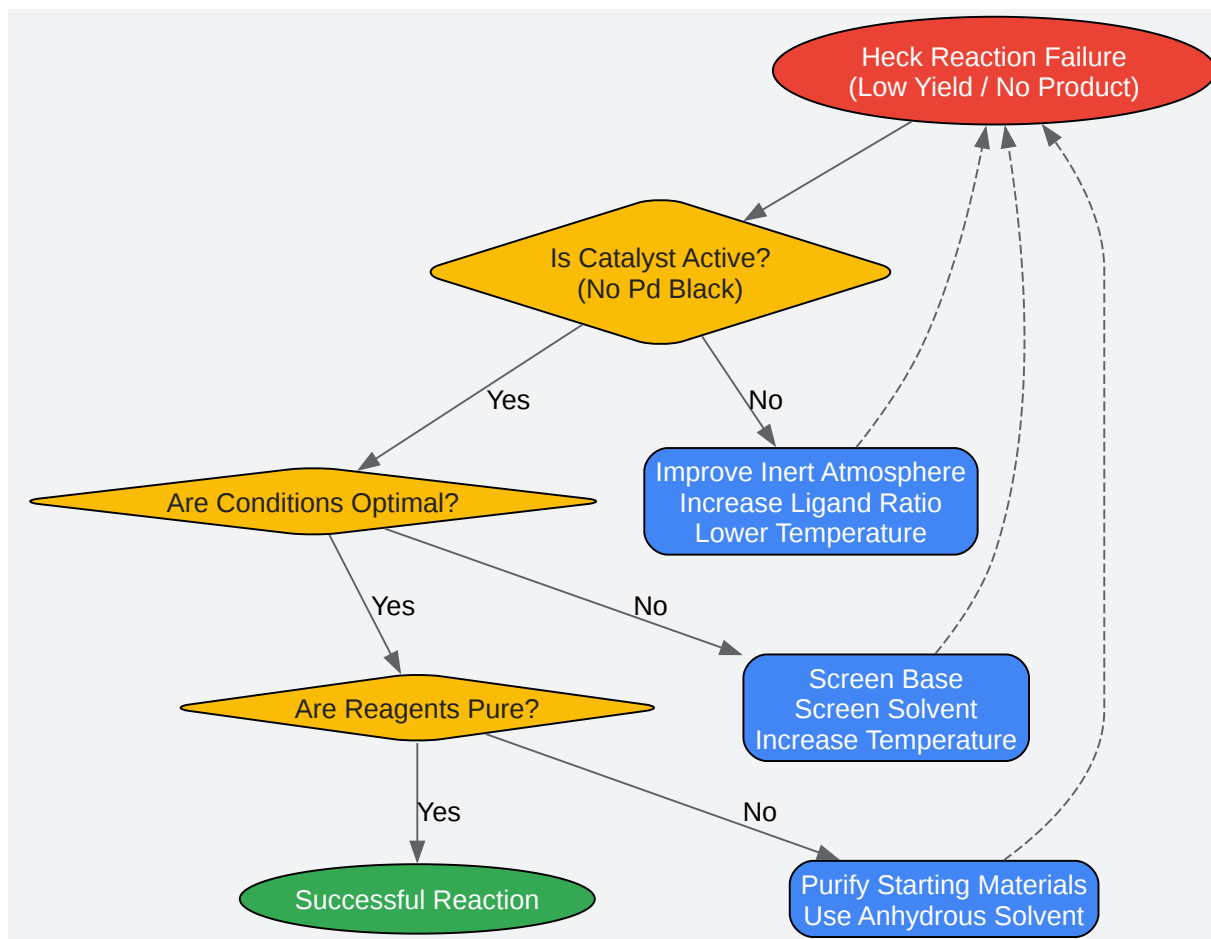 Heck Reaction Failure
(Low Yield / No Product)
Is Catalyst Active?
(No Pd Black)
Yes
No
Improve Inert Atmosphere
Increase Ligand Ratio
Lower Temperature
Are Conditions Optimal?
Yes
No
Screen Base
Screen Solvent
Increase Temperature
Are Reagents Pure?
Yes
No
Successful Reaction
Purify Starting Materials
Use Anhydrous Solvent